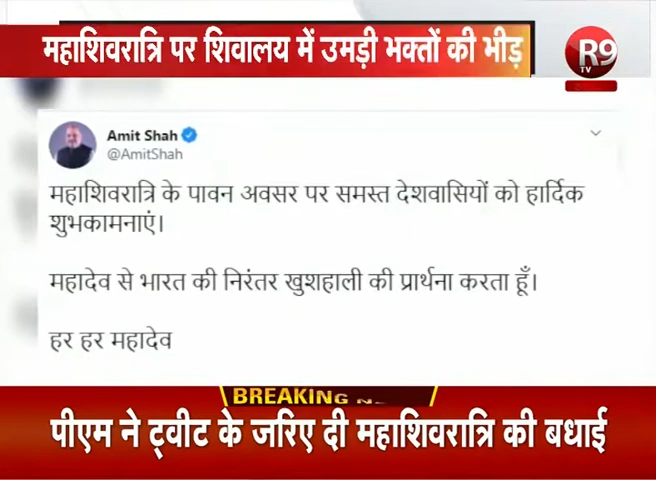 महाशिवरात्रि पर शिवालय में उमड़ी भक्तों की भीड़
R9
TV
Amit Shah
@AmitShah
महाशिवरात्रि के पावन अवसर पर समस्त देशवासियों को हार्दिक
शुभकामनाएं।
महादेव से भारत की निरंतर खुशहाली की प्रार्थना करता हूँ।
हर हर महादेव
BREAKING
पीएम ने ट्वीट के जरिए दी महाशिवरात्रि की बधाई